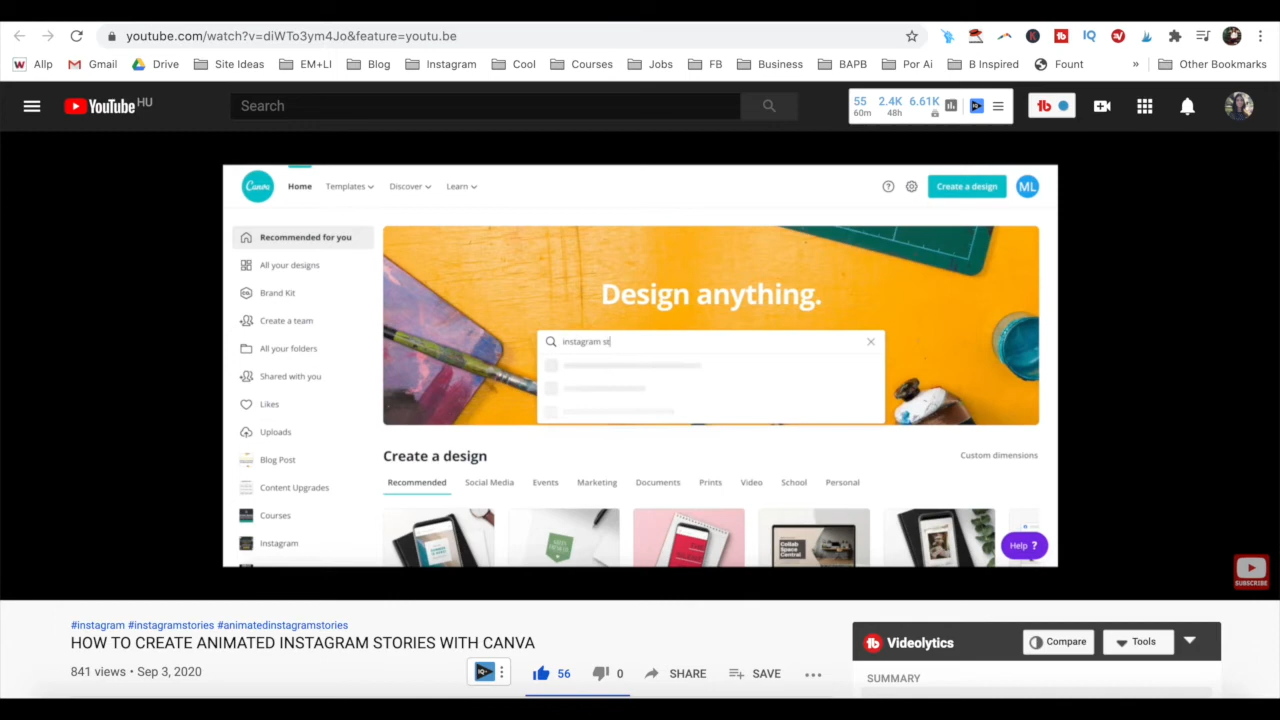 youtube.com/watch?v=diWTo3ym4Jo&feature=youtu.be
Allp Gmail Drive Site Ideas EM+LI Blog Instagram Cool Courses Jobs FB Business BAPB Por Ai B Inspired Fount » Other Bookmarks
YouTube HU
Search
55 2.4K 6.61K
60m 48h
Canva
Home Templates Discover Learn
Create a design
ML
Recommended for you
All your designs
Brand Kit
Create a team
All your folders
Shared with you
Likes
Uploads
Blog Post
Content Upgrades
Courses
Instagram
Design anything.
instagram st
Create a design
Custom dimensions
Recommended Social Media Events Marketing Documents Prints Video School Personal
Collab
Space
Central
Help ?
SUBSCRIBE
#instagram #instagramstories #animatedinstagramstories
HOW TO CREATE ANIMATED INSTAGRAM STORIES WITH CANVA
841 views • Sep 3, 2020
56 0 SHARE SAVE
Videolytics
Compare
Tools
SUMMARY